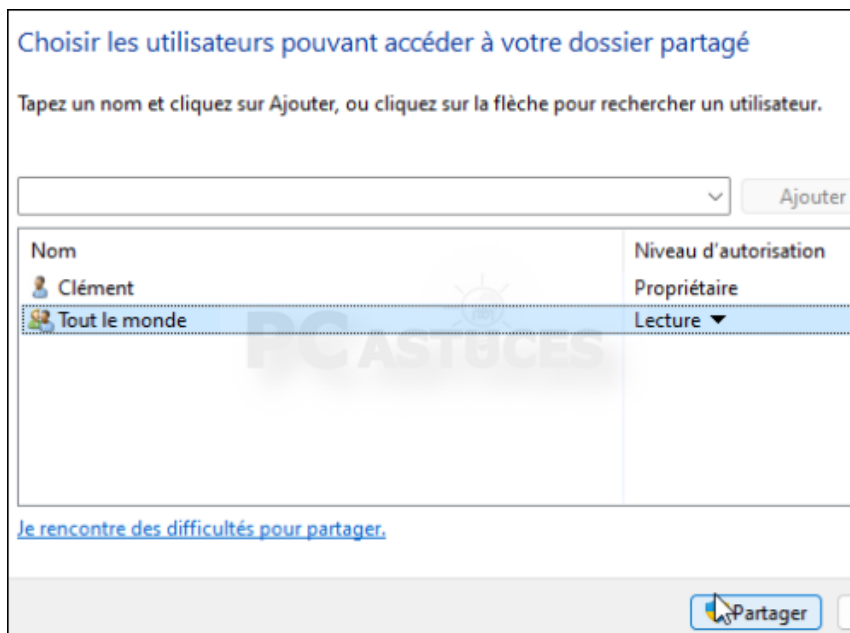 Choisir les utilisateurs pouvant accéder à votre dossier partagé
Tapez un nom et cliquez sur Ajouter, ou cliquez sur la flèche pour rechercher un utilisateur.
Ajouter
Nom Niveau d'autorisation
Clément Propriétaire
Tout le monde Lecture
PC ASTUCES
Je rencontre des difficultés pour partager.
Partager